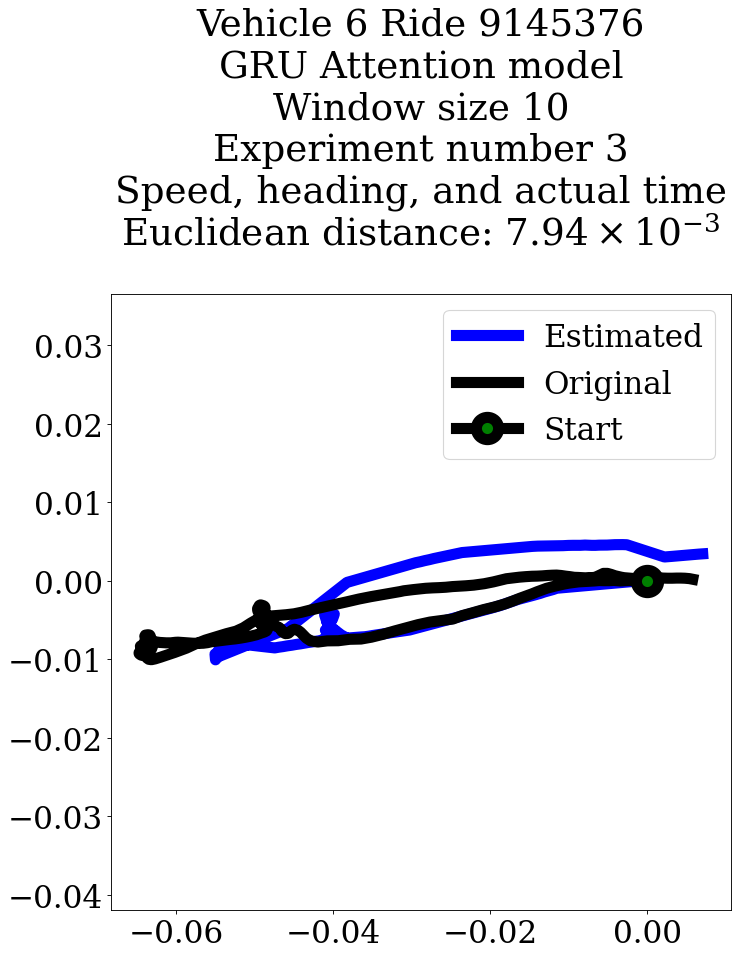 Vehicle 6 Ride 9145376
GRU Attention model
Window size 10
Experiment number 3
Speed, heading, and actual time
Euclidean distance: 7.94 × 10⁻³
Estimated
Original
Start
0.03
0.02
0.01
0.00
−0.01
−0.02
−0.03
−0.04
−0.06
−0.04
−0.02
0.00